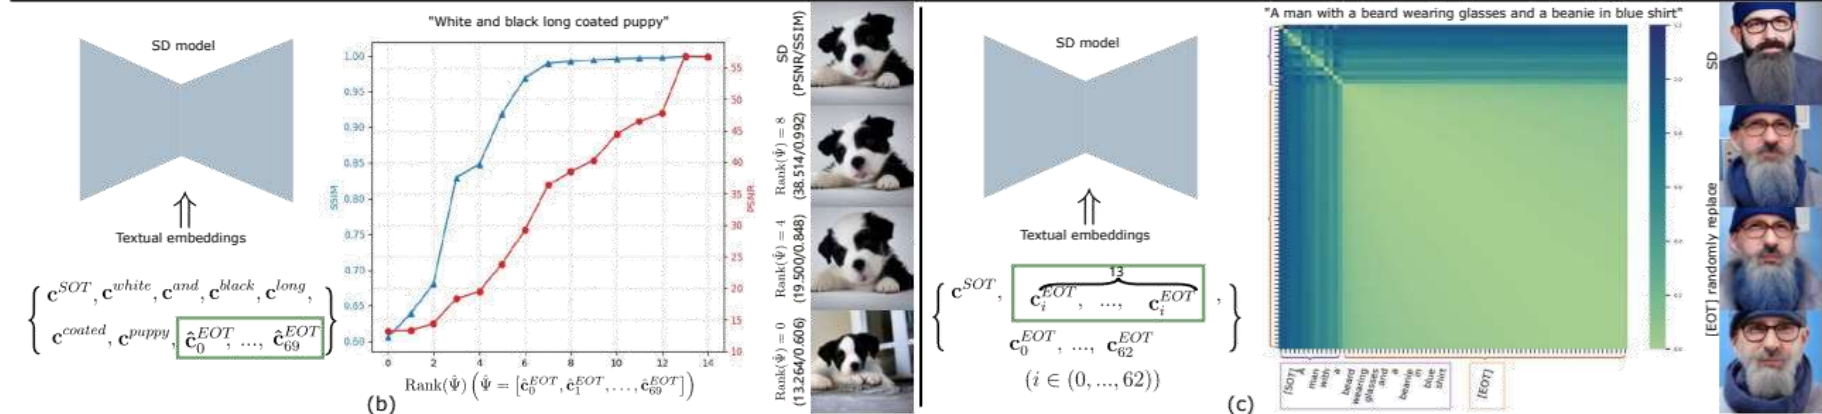 "White and black long coated puppy"
SD model
Textual embeddings
{ c^SOT, c^white, c^and, c^black, c^long,
c^coated, c^puppy, ĉ_0^EOT, ..., ĉ_69^EOT }
SSIM
1.00
0.95
0.90
0.85
0.80
0.75
0.70
0.65
0.60
0 2 4 6 8 10 12 14
PSNR
55
50
45
40
35
30
25
20
15
10
Rank(Ψ̂) (Ψ̂ = [ĉ_0^EOT, ĉ_1^EOT, ..., ĉ_69^EOT])
(b)
SD
(PSNR/SSIM)
Rank(Ψ̂) = 8
(38.514/0.992)
Rank(Ψ̂) = 4
(19.500/0.848)
Rank(Ψ̂) = 0
(13.264/0.606)
"A man with a beard wearing glasses and a beanie in blue shirt"
SD model
Textual embeddings
13
{ c^SOT, c_i^EOT, ..., c_i^EOT,
c_0^EOT, ..., c_62^EOT }
(i ∈ (0, ..., 62))
[SOT]
A
man
with
a
beard
wearing
glasses
and
a
beanie
in
blue
shirt
[EOT]
(c)
SD
[EOT] randomly replace